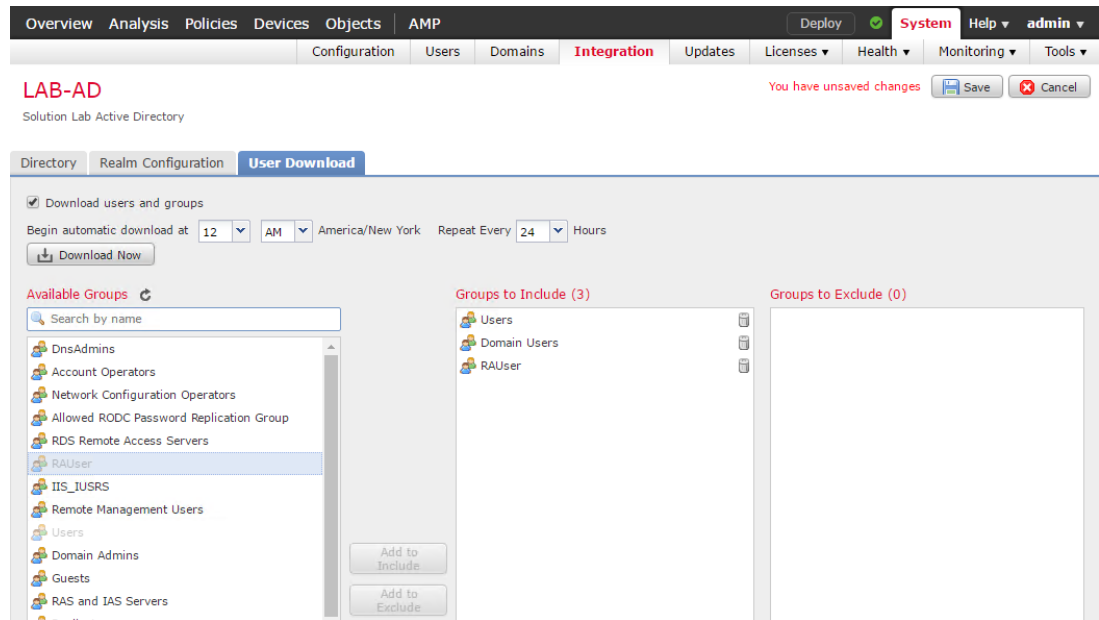 Overview Analysis Policies Devices Objects AMP Deploy System Help admin
Configuration Users Domains Integration Updates Licenses Health Monitoring Tools
LAB-AD
You have unsaved changes Save Cancel
Solution Lab Active Directory
Directory Realm Configuration User Download
Download users and groups
Begin automatic download at 12 AM America/New York Repeat Every 24 Hours
Download Now
Available Groups
Search by name
DnsAdmins
Account Operators
Network Configuration Operators
Allowed RODC Password Replication Group
RDS Remote Access Servers
RAUser
IIS_IUSRS
Remote Management Users
Users
Domain Admins
Guests
RAS and IAS Servers
Add to
Include
Add to
Exclude
Groups to Include (3)
Users
Domain Users
RAUser
Groups to Exclude (0)